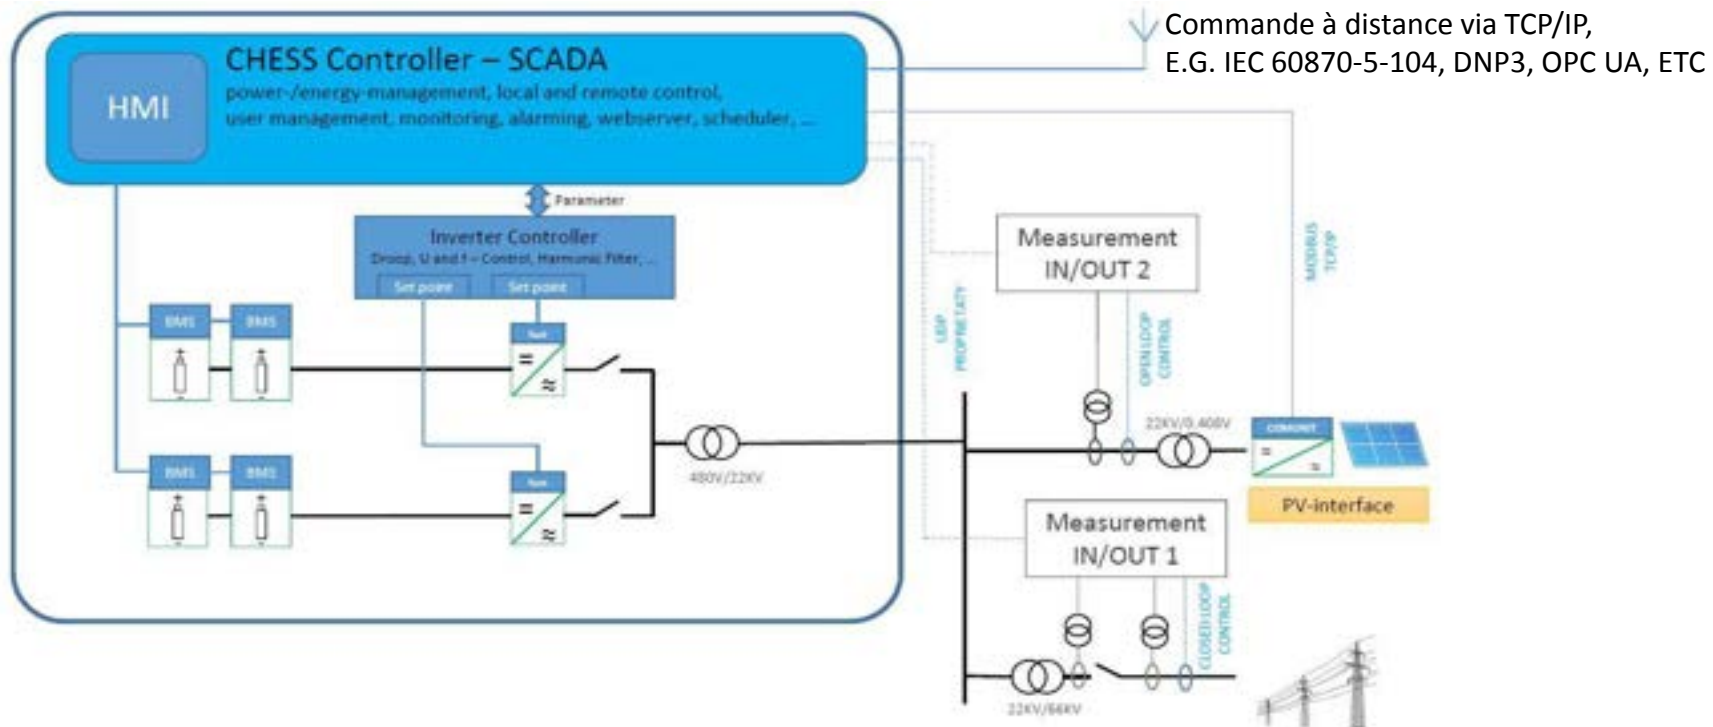 Commande à distance via TCP/IP,
E.G. IEC 60870-5-104, DNP3, OPC UA, ETC
CHESS Controller – SCADA
HMI
power-/energy-management, local and remote control,
user management, monitoring, alarming, webserver, scheduler, ...
Parameter
Inverter Controller
Droop, U and f – Control, Harmonic Filter, ...
Set point
Set point
BMS
BMS
BMS
BMS
480V/22KV
UDP
PROPRIETATY
Measurement
IN/OUT 2
OPEN LOOP
CONTROL
MODBUS
TCP/IP
22KV/0.400V
COMUNIT
PV-interface
Measurement
IN/OUT 1
CLOSED LOOP
CONTROL
22KV/66KV